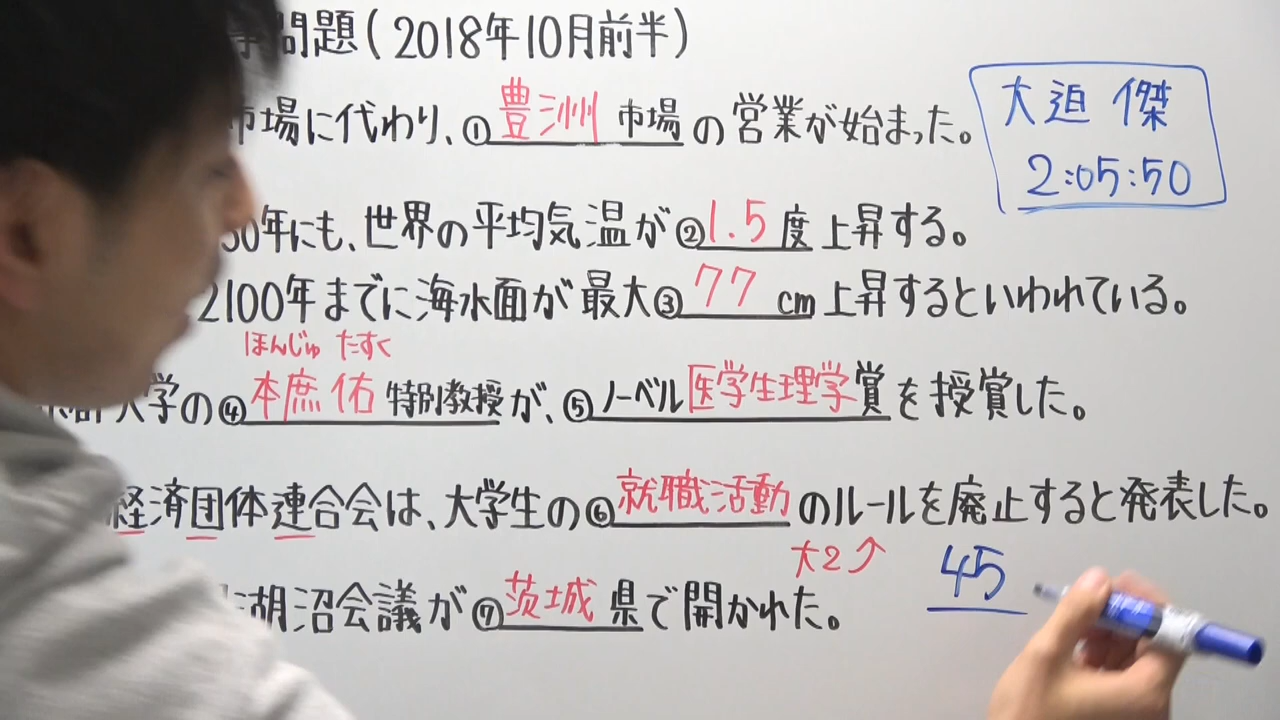 問題(2018年10月前半)
市場に代わり、①豊洲市場の営業が始まった。
大迫 傑
2:05:50
30年にも、世界の平均気温が②1.5度上昇する。
2100年までに海水面が最大③77cm上昇するといわれている。
ほんじょ たすく
大学の④本庶佑特別教授が、⑤ノーベル医学生理学賞を授賞した。
経済団体連合会は、大学生の⑥就職活動のルールを廃止すると発表した。
大2
45
湖沼会議が⑦茨城県で開かれた。